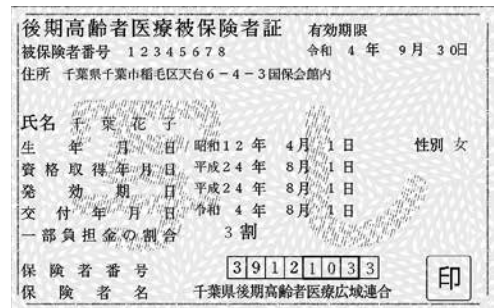 後期高齢者医療被保険者証 有効期限
被保険者番号 12345678 令和 4年 9月 30日
住所 千葉県千葉市稲毛区天台6-4-3国保会館内
氏名 千葉花子
生年月日 昭和12年 4月 1日 性別 女
資格取得年月日 平成24年 8月 1日
発効期日 平成24年 8月 1日
交付年月日 令和 4年 8月 1日
一部負担金の割合 3割
保険者番号 39121033
保険者名 千葉県後期高齢者医療広域連合 印
写し